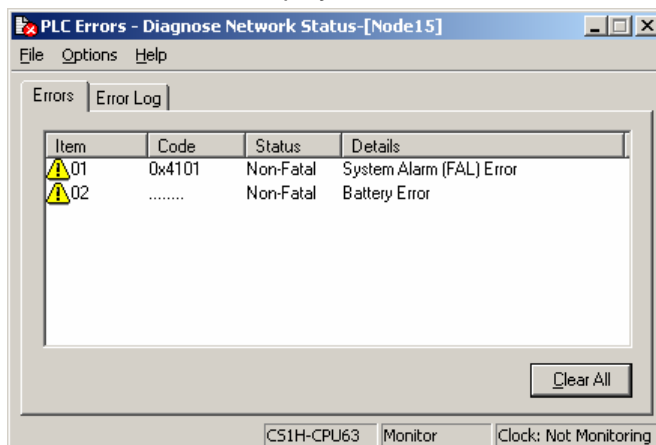 PLC Errors - Diagnose Network Status-[Node15]
File Options Help
Errors Error Log
Item Code Status Details
01 0x4101 Non-Fatal System Alarm (FAL) Error
02 ........ Non-Fatal Battery Error
Clear All
CS1H-CPU63 Monitor Clock: Not Monitoring